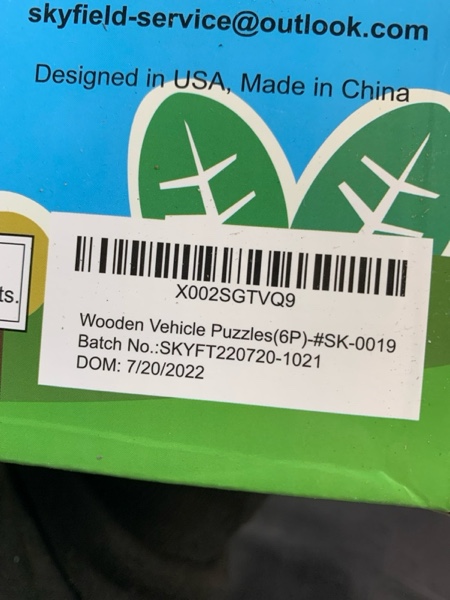 skyfield-service@outlook.com
Designed in USA, Made in China
ts.
X002SGTVQ9
Wooden Vehicle Puzzles(6P)-#SK-0019
Batch No.:SKYFT220720-1021
DOM: 7/20/2022